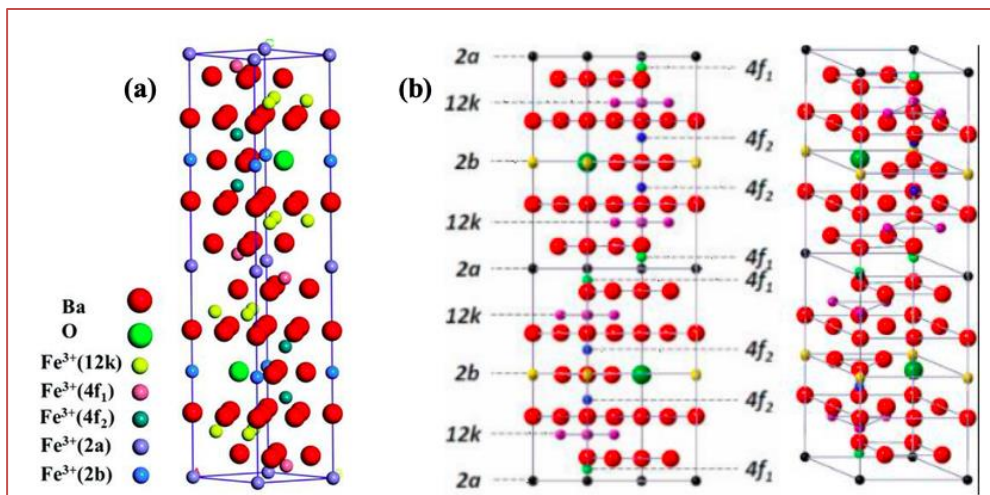 (a)
Ba
O
Fe³⁺(12k)
Fe³⁺(4f₁)
Fe³⁺(4f₂)
Fe³⁺(2a)
Fe³⁺(2b)
(b)
2a
12k
2b
12k
2a
12k
2b
12k
2a
4f₁
4f₂
4f₂
4f₁
4f₁
4f₂
4f₂
4f₁